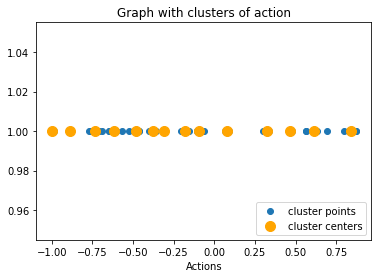 Graph with clusters of action
1.04
1.02
1.00
0.98
0.96
cluster points
cluster centers
−1.00 −0.75 −0.50 −0.25 0.00 0.25 0.50 0.75
Actions